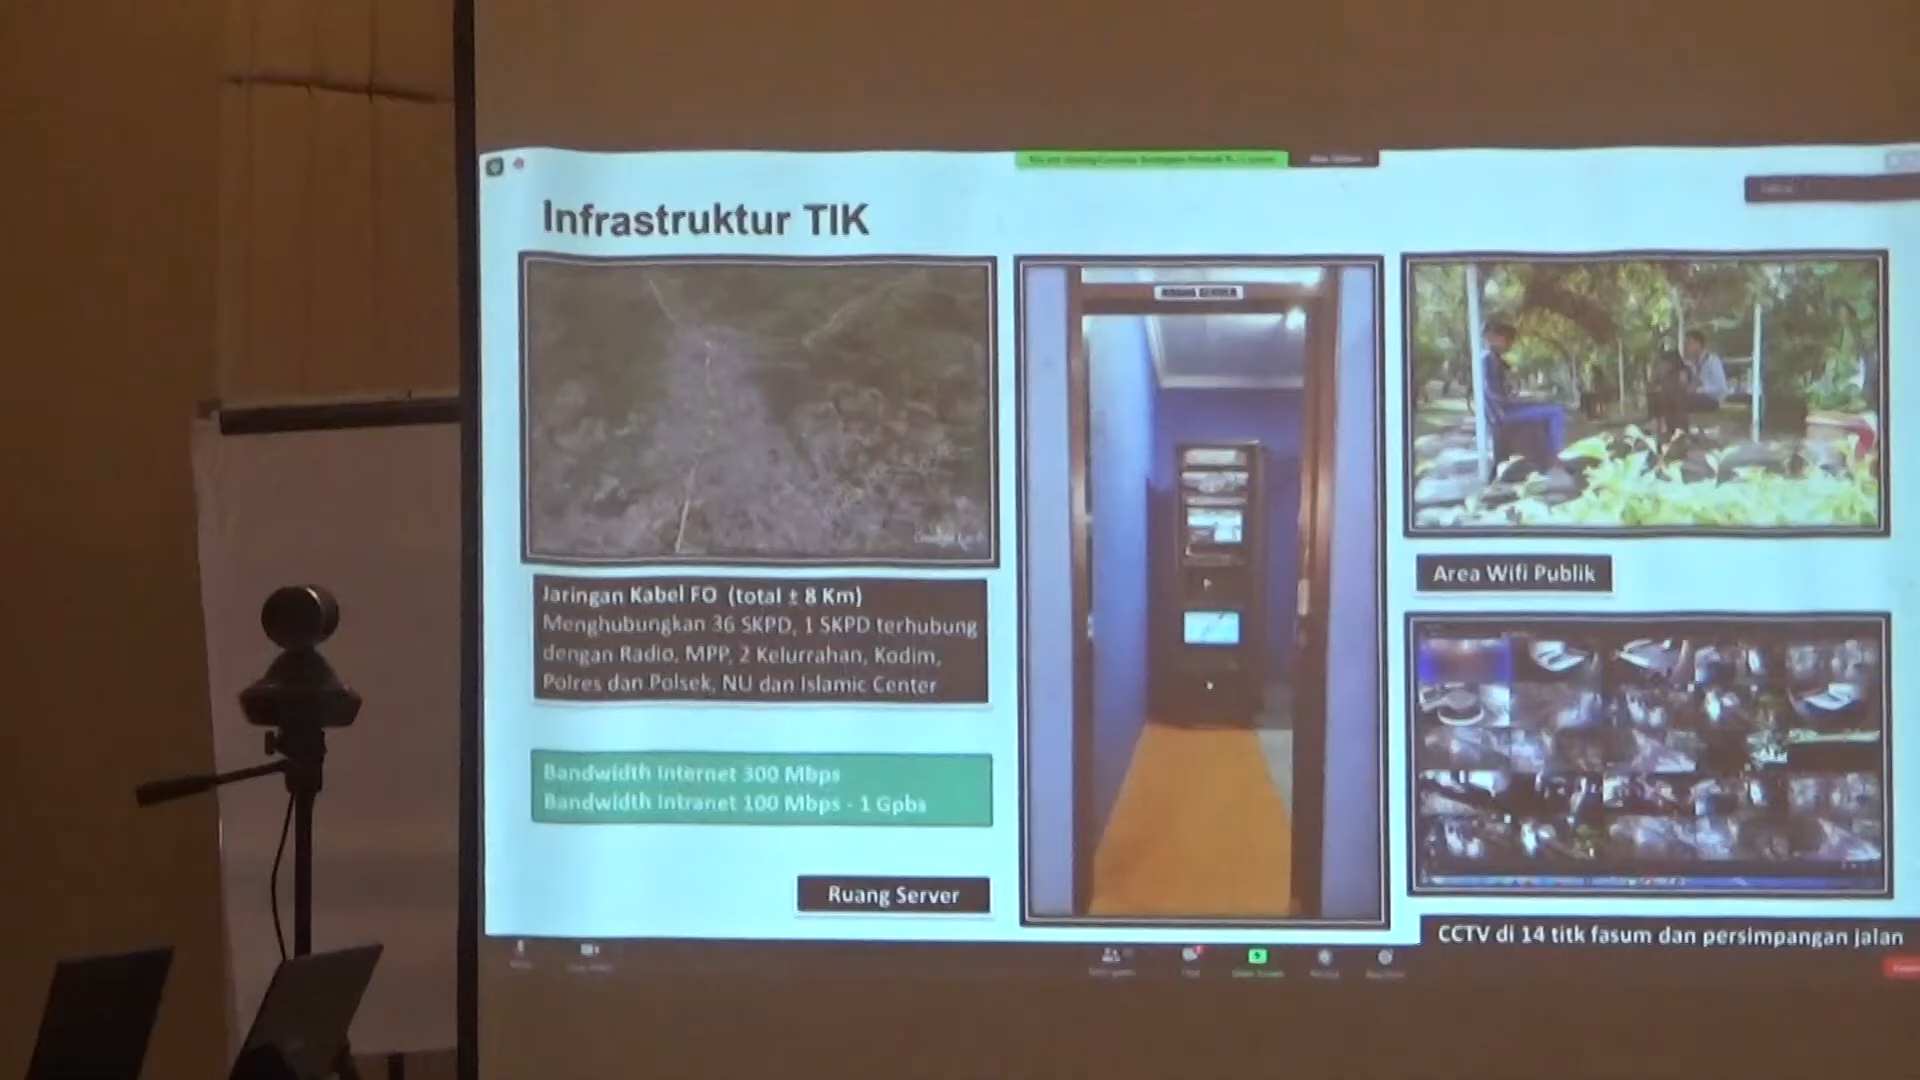 Infrastruktur TIK
RUANG SERVER
Jaringan Kabel FO (total ± 8 Km)
Menghubungkan 36 SKPD, 1 SKPD terhubung
dengan Radio, MPP, 2 Kelurrahan, Kodim,
Polres dan Polsek, NU dan Islamic Center
Bandwidth Internet 300 Mbps
Bandwidth Intranet 100 Mbps - 1 Gpbs
Ruang Server
Area Wifi Publik
CCTV di 14 titk fasum dan persimpangan jalan